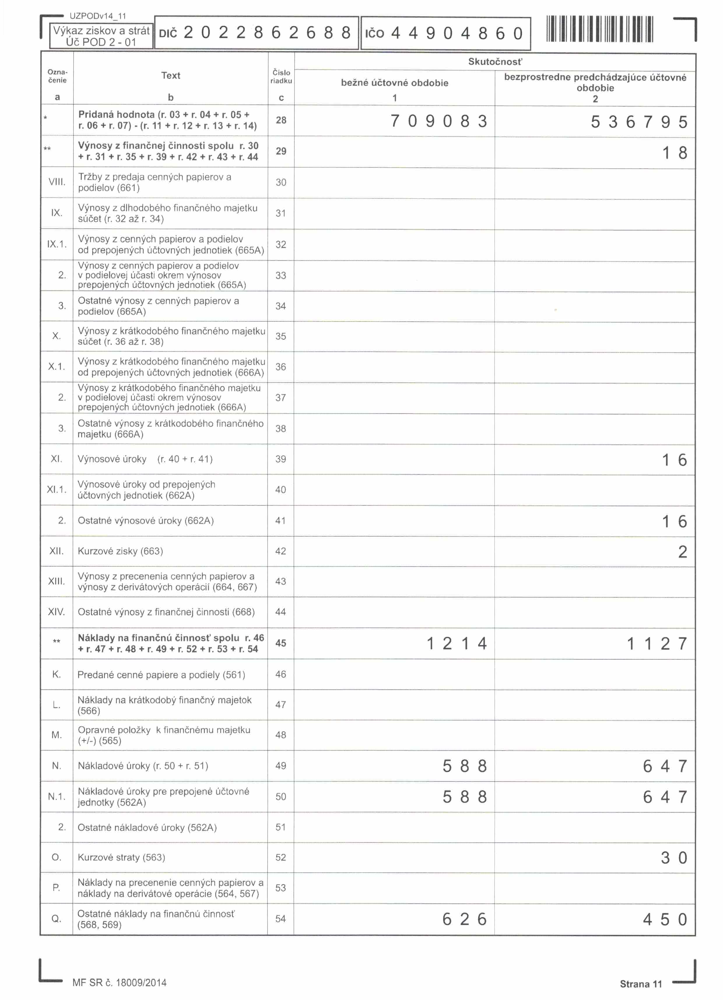 UZPODv14_11
Výkaz ziskov a strát
Úč POD 2 - 01
DIČ 2 0 2 2 8 6 2 6 8 8
IČO 4 4 9 0 4 8 6 0
Skutočnosť
Ozna-
čenie
Text
Číslo
riadku
bežné účtovné obdobie
bezprostredne predchádzajúce účtovné
obdobie
a
b
c
1
2
*
Pridaná hodnota (r. 03 + r. 04 + r. 05 +
r. 06 + r. 07) - (r. 11 + r. 12 + r. 13 + r. 14)
28
7 0 9 0 8 3
5 3 6 7 9 5
**
Výnosy z finančnej činnosti spolu r. 30
+ r. 31 + r. 35 + r. 39 + r. 42 + r. 43 + r. 44
29
1 8
VIII.
Tržby z predaja cenných papierov a
podielov (661)
30
IX.
Výnosy z dlhodobého finančného majetku
súčet (r. 32 až r. 34)
31
IX.1.
Výnosy z cenných papierov a podielov
od prepojených účtovných jednotiek (665A)
32
2.
Výnosy z cenných papierov a podielov
v podielovej účasti okrem výnosov
prepojených účtovných jednotiek (665A)
33
3.
Ostatné výnosy z cenných papierov a
podielov (665A)
34
X.
Výnosy z krátkodobého finančného majetku
súčet (r. 36 až r. 38)
35
X.1.
Výnosy z krátkodobého finančného majetku
od prepojených účtovných jednotiek (666A)
36
2.
Výnosy z krátkodobého finančného majetku
v podielovej účasti okrem výnosov
prepojených účtovných jednotiek (666A)
37
3.
Ostatné výnosy z krátkodobého finančného
majetku (666A)
38
XI.
Výnosové úroky (r. 40 + r. 41)
39
1 6
XI.1.
Výnosové úroky od prepojených
účtovných jednotiek (662A)
40
2.
Ostatné výnosové úroky (662A)
41
1 6
XII.
Kurzové zisky (663)
42
2
XIII.
Výnosy z precenenia cenných papierov a
výnosy z derivátových operácií (664, 667)
43
XIV.
Ostatné výnosy z finančnej činnosti (668)
44
**
Náklady na finančnú činnosť spolu r. 46
+ r. 47 + r. 48 + r. 49 + r. 52 + r. 53 + r. 54
45
1 2 1 4
1 1 2 7
K.
Predané cenné papiere a podiely (561)
46
L.
Náklady na krátkodobý finančný majetok
(566)
47
M.
Opravné položky k finančnému majetku
(+/-) (565)
48
N.
Nákladové úroky (r. 50 + r. 51)
49
5 8 8
6 4 7
N.1.
Nákladové úroky pre prepojené účtovné
jednotky (562A)
50
5 8 8
6 4 7
2.
Ostatné nákladové úroky (562A)
51
O.
Kurzové straty (563)
52
3 0
P.
Náklady na precenenie cenných papierov a
náklady na derivátové operácie (564, 567)
53
Q.
Ostatné náklady na finančnú činnosť
(568, 569)
54
6 2 6
4 5 0
MF SR č. 18009/2014
Strana 11